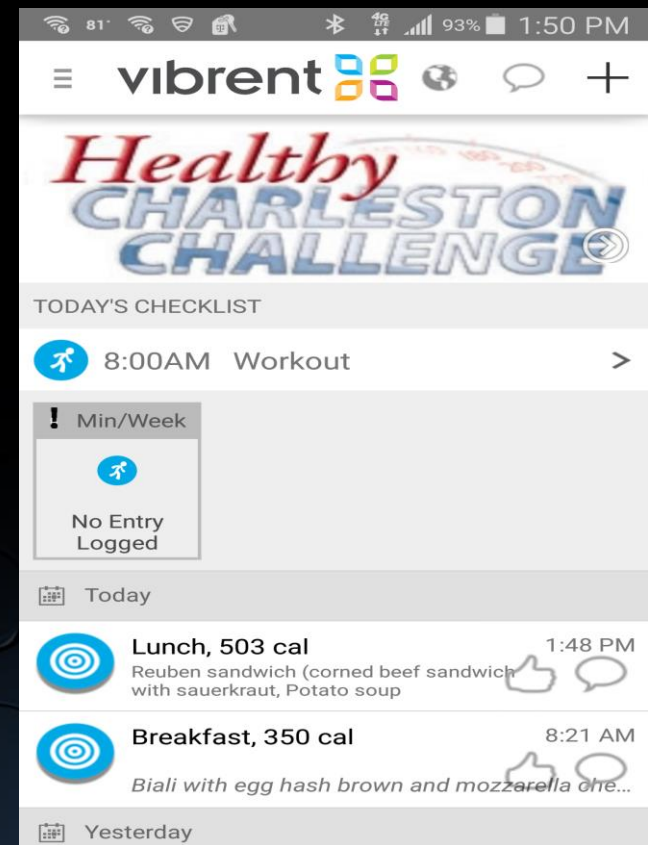 81° 4G LTE 93% 1:50 PM
vibrent
Healthy
CHARLESTON
CHALLENGE
TODAY'S CHECKLIST
8:00AM Workout >
! Min/Week
No Entry
Logged
Today
Lunch, 503 cal 1:48 PM
Reuben sandwich (corned beef sandwich
with sauerkraut, Potato soup
Breakfast, 350 cal 8:21 AM
Biali with egg hash brown and mozzarella che...
Yesterday